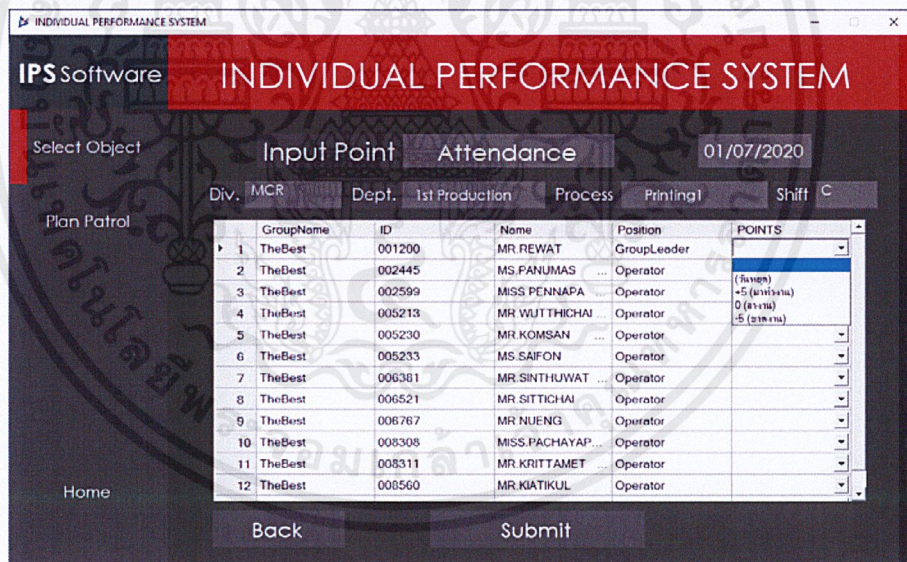 INDIVIDUAL PERFORMANCE SYSTEM
IPS Software
INDIVIDUAL PERFORMANCE SYSTEM
Select Object
Plan Patrol
Home
Input Point Attendance 01/07/2020
Div. MCR Dept. 1st Production Process Printing1 Shift C
GroupName ID Name Position POINTS
1 TheBest 001200 MR.REWAT GroupLeader
2 TheBest 002445 MS.PANUMAS ... Operator
3 TheBest 002599 MISS PENNAPA ... Operator
4 TheBest 005213 MR WUTTHICHAI ... Operator
5 TheBest 005230 MR.KOMSAN ... Operator
6 TheBest 005233 MS.SAIFON Operator
7 TheBest 006381 MR.SINTHUWAT ... Operator
8 TheBest 006521 MR.SITTICHAI Operator
9 TheBest 006767 MR NUENG Operator
10 TheBest 008308 MISS.PACHAYAP... Operator
11 TheBest 008311 MR.KRITTAMET ... Operator
12 TheBest 008560 MR.KIATIKUL Operator
(วันหยุด)
+5 (มาทำงาน)
0 (ลางาน)
-5 (ขาดงาน)
Back Submit